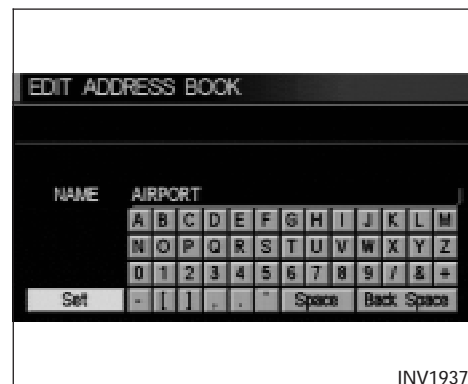 EDIT ADDRESS BOOK
NAME AIRPORT
A B C D E F G H I J K L M
N O P Q R S T U V W X Y Z
0 1 2 3 4 5 6 7 8 9 / & +
Set - [ ] Space Back Space
INV1937